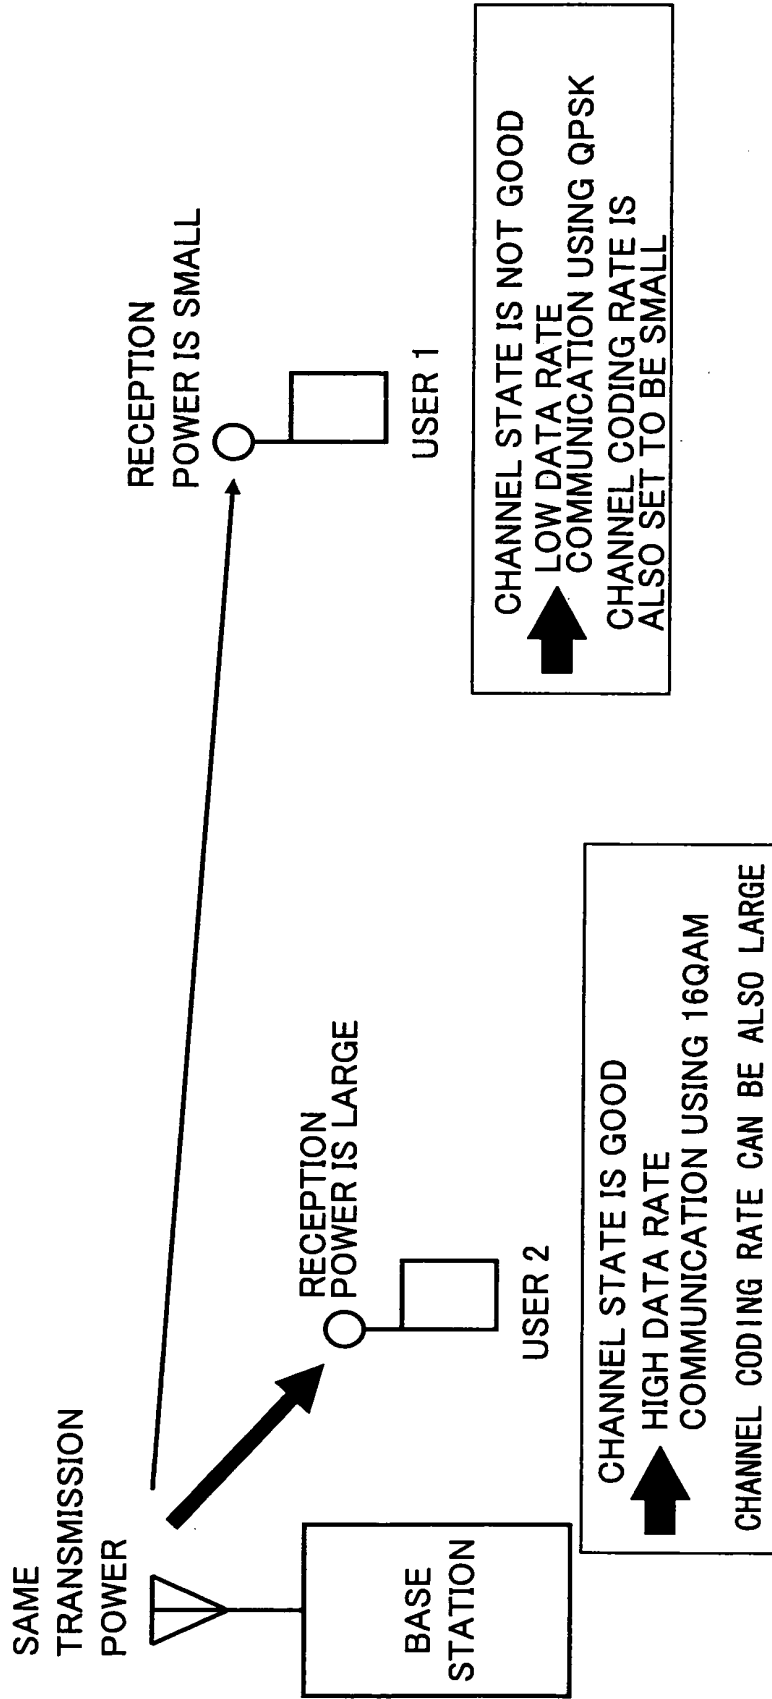 SAME
TRANSMISSION
POWER
BASE
STATION
RECEPTION
POWER IS LARGE
USER 2
CHANNEL STATE IS GOOD
HIGH DATA RATE
COMMUNICATION USING 16QAM
CHANNEL CODING RATE CAN BE ALSO LARGE
RECEPTION
POWER IS SMALL
USER 1
CHANNEL STATE IS NOT GOOD
LOW DATA RATE
COMMUNICATION USING QPSK
CHANNEL CODING RATE IS
ALSO SET TO BE SMALL